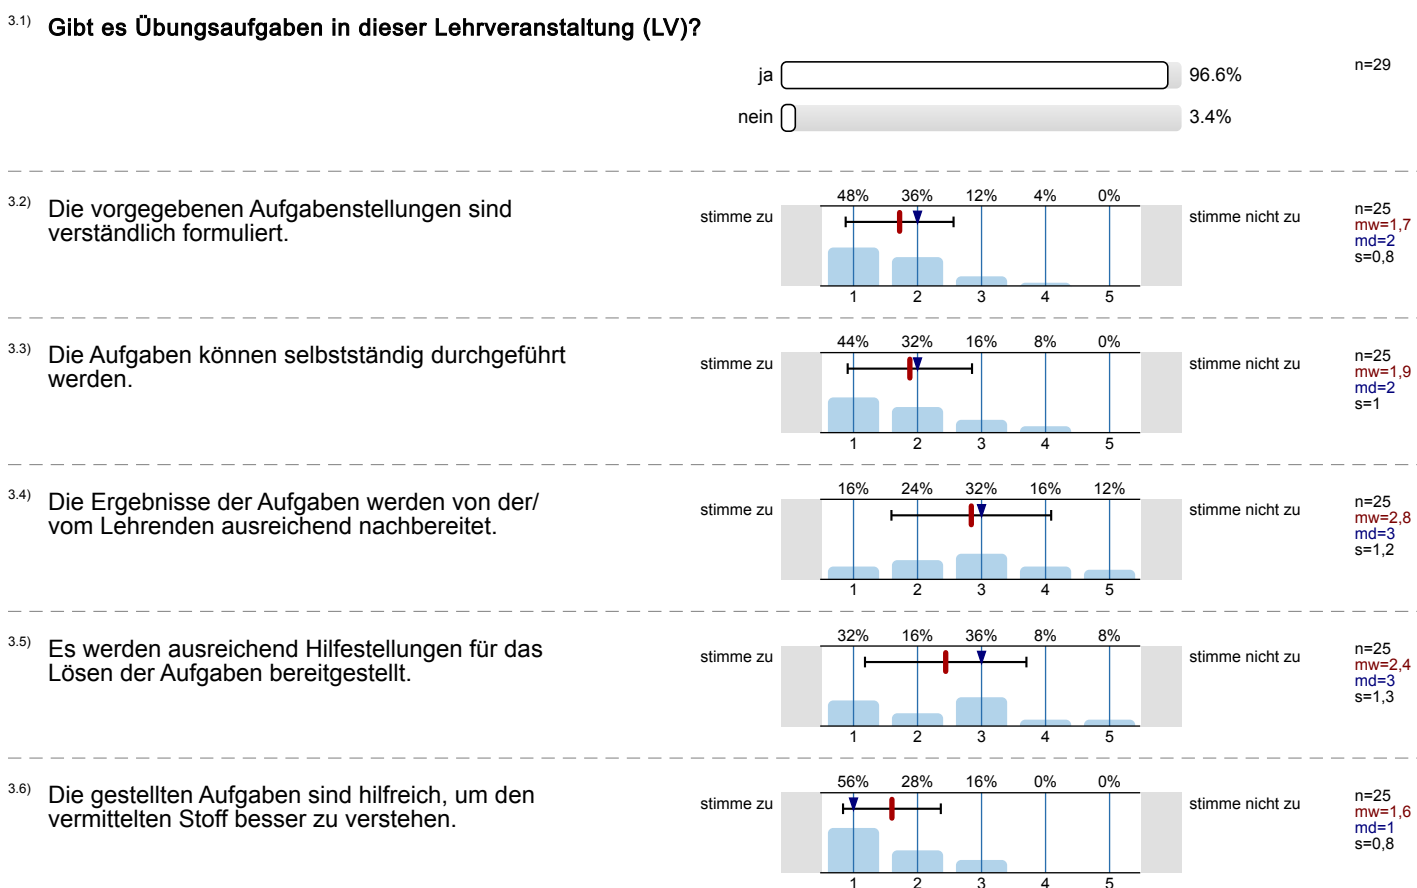 3.1) Gibt es Übungsaufgaben in dieser Lehrveranstaltung (LV)?
ja 96.6% n=29
nein 3.4%
3.2) Die vorgegebenen Aufgabenstellungen sind
verständlich formuliert.
48% 36% 12% 4% 0%
stimme zu stimme nicht zu
1 2 3 4 5
n=25
mw=1,7
md=2
s=0,8
3.3) Die Aufgaben können selbstständig durchgeführt
werden.
44% 32% 16% 8% 0%
stimme zu stimme nicht zu
1 2 3 4 5
n=25
mw=1,9
md=2
s=1
3.4) Die Ergebnisse der Aufgaben werden von der/
vom Lehrenden ausreichend nachbereitet.
16% 24% 32% 16% 12%
stimme zu stimme nicht zu
1 2 3 4 5
n=25
mw=2,8
md=3
s=1,2
3.5) Es werden ausreichend Hilfestellungen für das
Lösen der Aufgaben bereitgestellt.
32% 16% 36% 8% 8%
stimme zu stimme nicht zu
1 2 3 4 5
n=25
mw=2,4
md=3
s=1,3
3.6) Die gestellten Aufgaben sind hilfreich, um den
vermittelten Stoff besser zu verstehen.
56% 28% 16% 0% 0%
stimme zu stimme nicht zu
1 2 3 4 5
n=25
mw=1,6
md=1
s=0,8